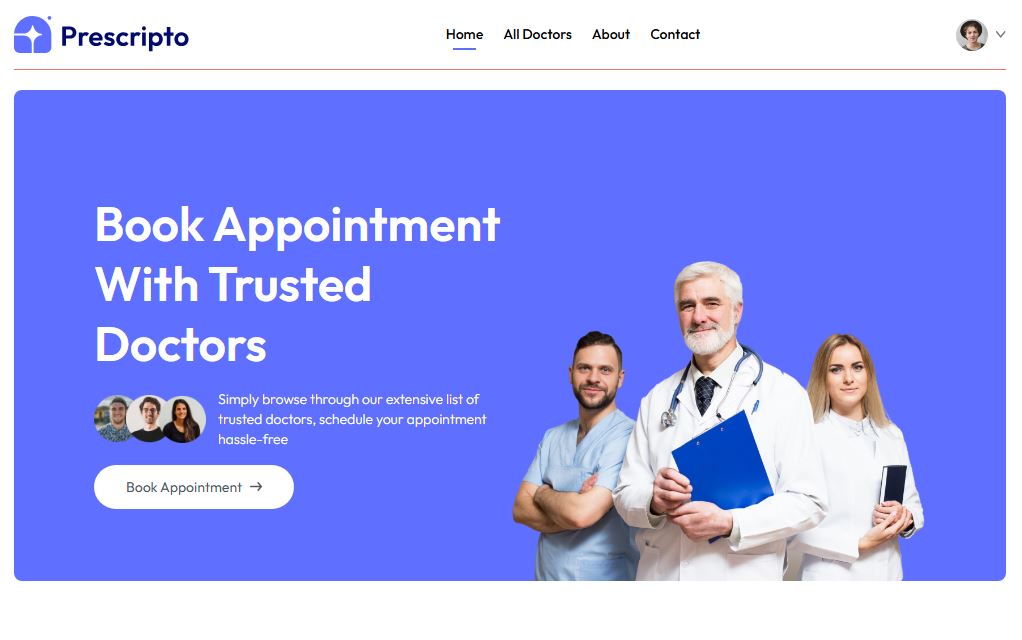 Prescripto
Home
All Doctors
About
Contact
Book Appointment
With Trusted
Doctors
Simply browse through our extensive list of
trusted doctors, schedule your appointment
hassle-free
Book Appointment →